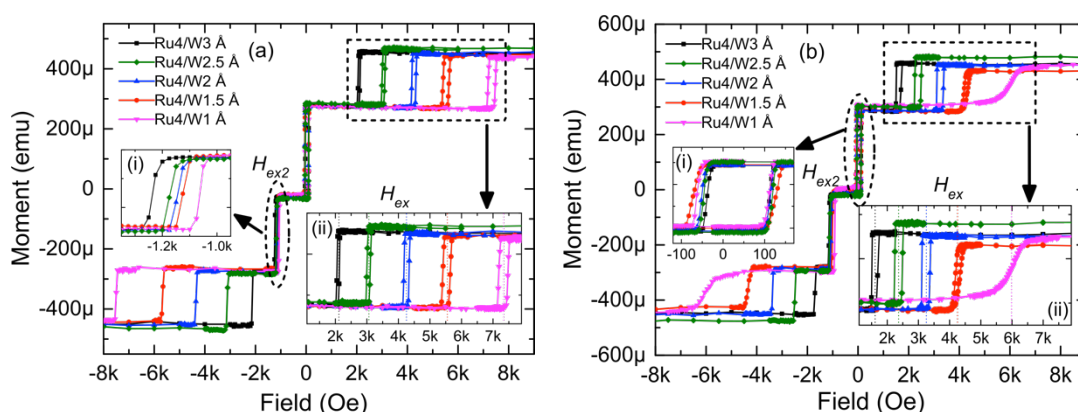 (a)
Ru4/W3 Å
Ru4/W2.5 Å
Ru4/W2 Å
Ru4/W1.5 Å
Ru4/W1 Å
400µ
200µ
0
-200µ
-400µ
Moment (emu)
(i)
-1.2k -1.0k
Hex2
Hex
(ii)
2k 3k 4k 5k 6k 7k
-8k -6k -4k -2k 0 2k 4k 6k 8k
Field (Oe)
(b)
Ru4/W3 Å
Ru4/W2.5 Å
Ru4/W2 Å
Ru4/W1.5 Å
Ru4/W1 Å
600µ
400µ
200µ
0
-200µ
-400µ
-600µ
Moment (emu)
(i)
-100 0 100
Hex2
Hex
(ii)
2k 3k 4k 5k 6k 7k
-8k -6k -4k -2k 0 2k 4k 6k 8k
Field (Oe)